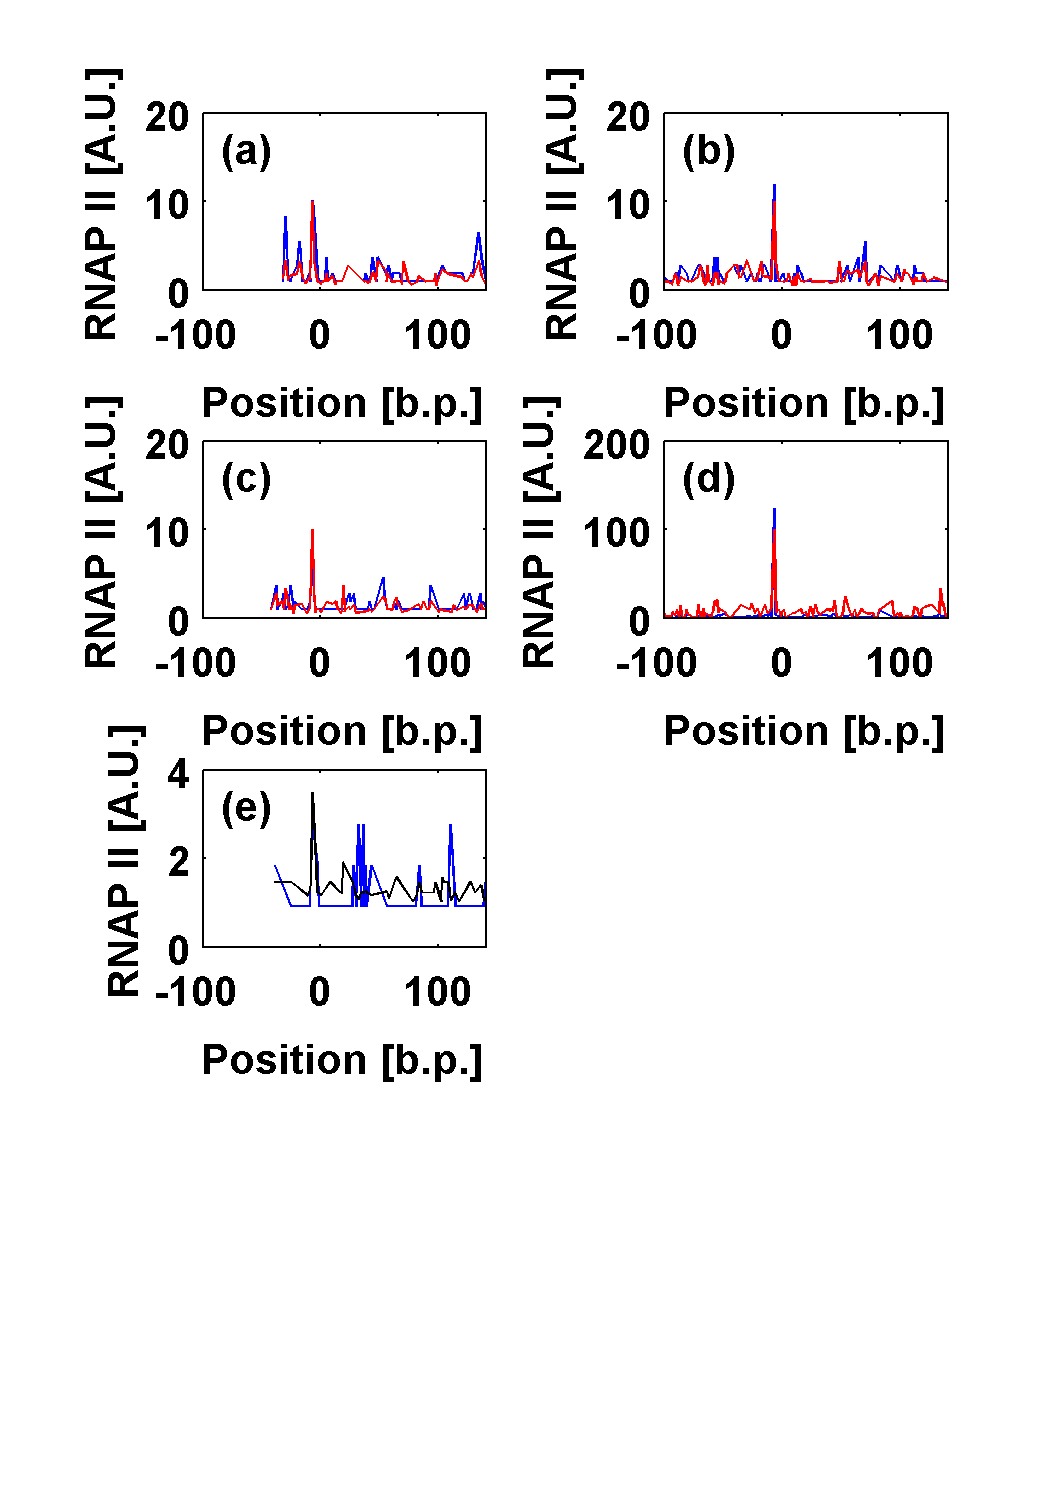 RNAP II [A.U.]
20
10
0
(a)
-100 0 100
Position [b.p.]
RNAP II [A.U.]
20
10
0
(b)
-100 0 100
Position [b.p.]
RNAP II [A.U.]
20
10
0
(c)
-100 0 100
Position [b.p.]
RNAP II [A.U.]
200
100
0
(d)
-100 0 100
Position [b.p.]
RNAP II [A.U.]
4
2
0
(e)
-100 0 100
Position [b.p.]